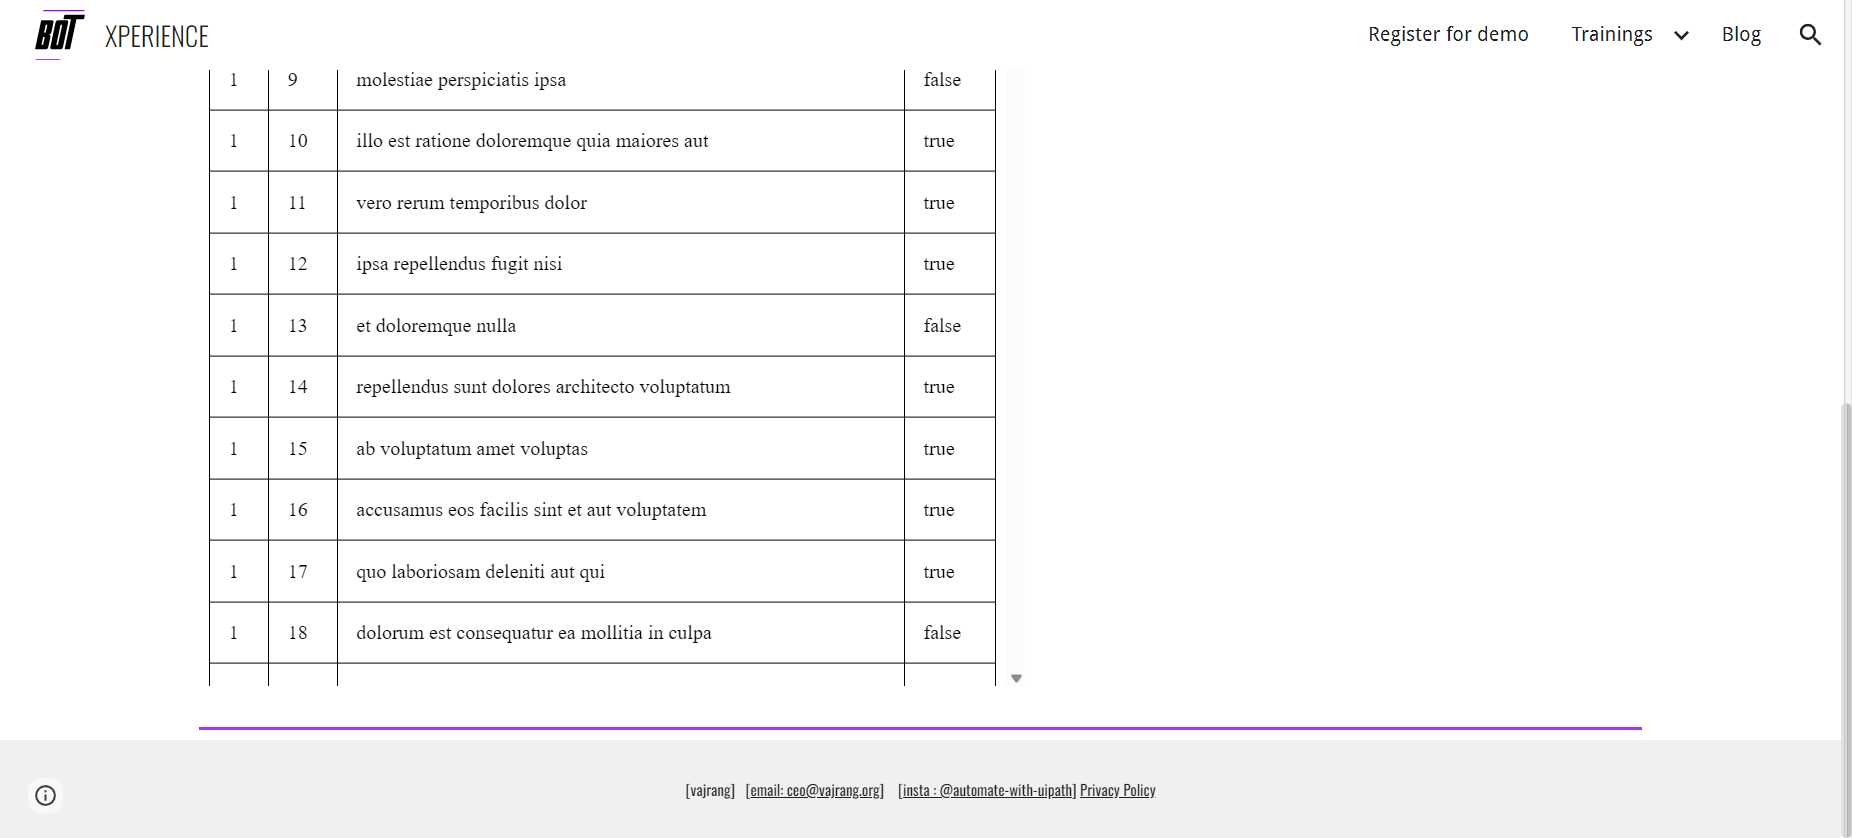 BOT XPERIENCE Register for demo Trainings Blog
1 9 molestiae perspiciatis ipsa false
1 10 illo est ratione doloremque quia maiores aut true
1 11 vero rerum temporibus dolor true
1 12 ipsa repellendus fugit nisi true
1 13 et doloremque nulla false
1 14 repellendus sunt dolores architecto voluptatum true
1 15 ab voluptatum amet voluptas true
1 16 accusamus eos facilis sint et aut voluptatem true
1 17 quo laboriosam deleniti aut qui true
1 18 dolorum est consequatur ea mollitia in culpa false
[vajrang] [email: ceo@vajrang.org] [insta : @automate-with-uipath] Privacy Policy